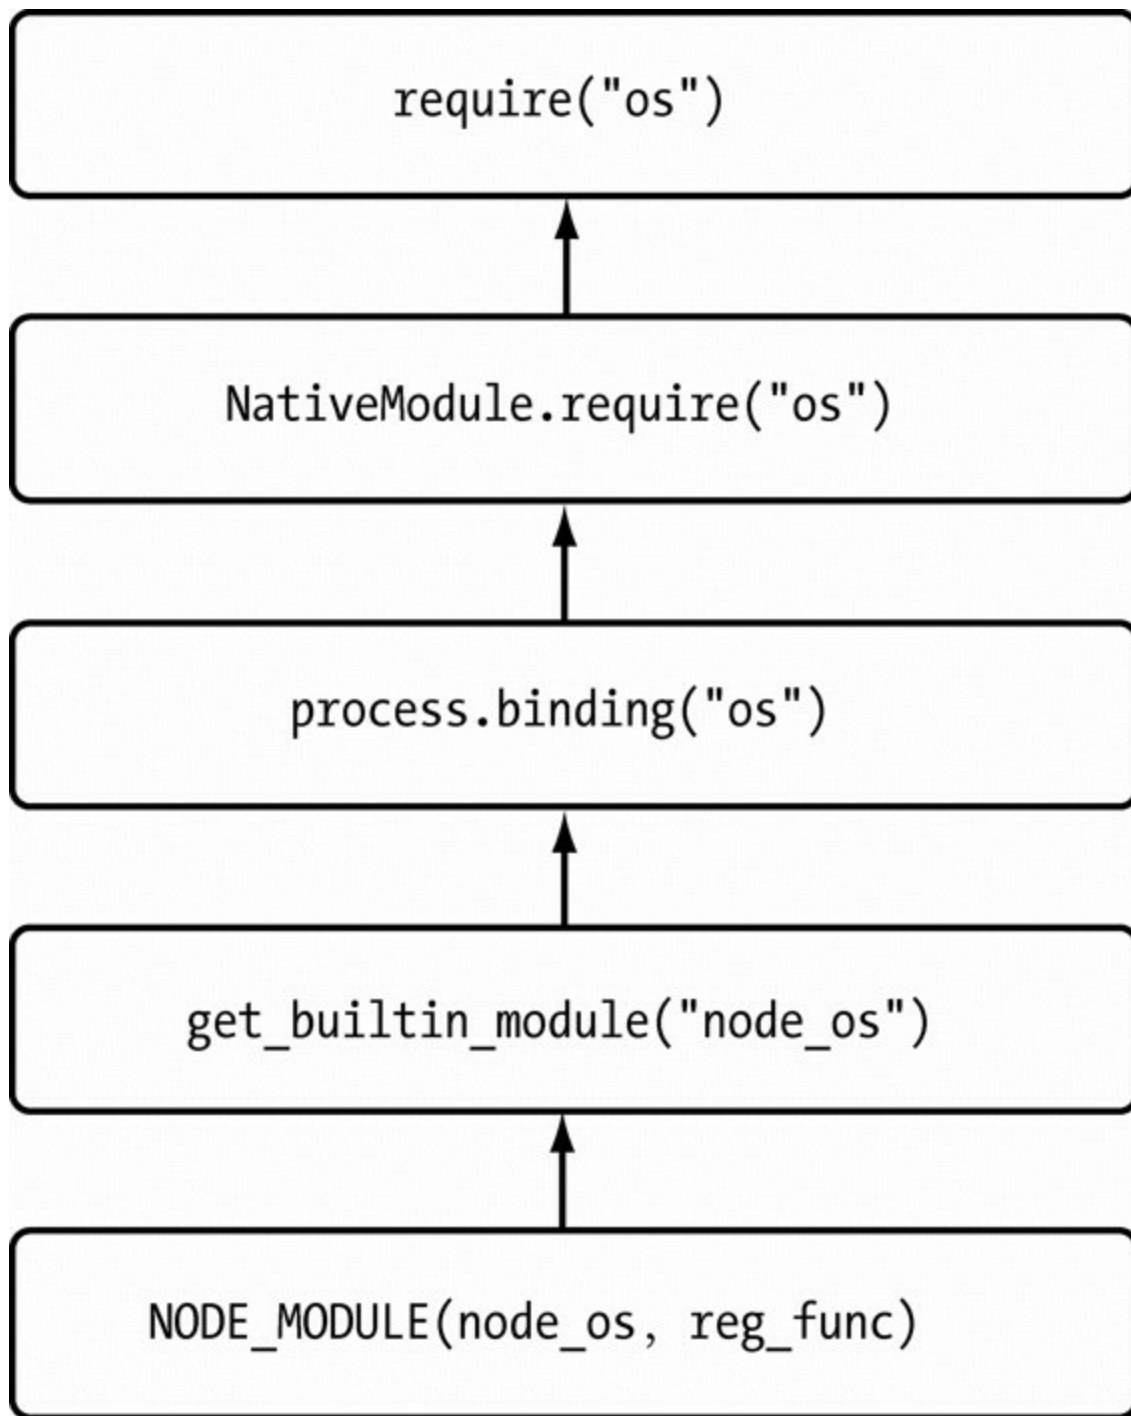 require("os")
NativeModule.require("os")
process.binding("os")
get_builtin_module("node_os")
NODE_MODULE(node_os, reg_func)